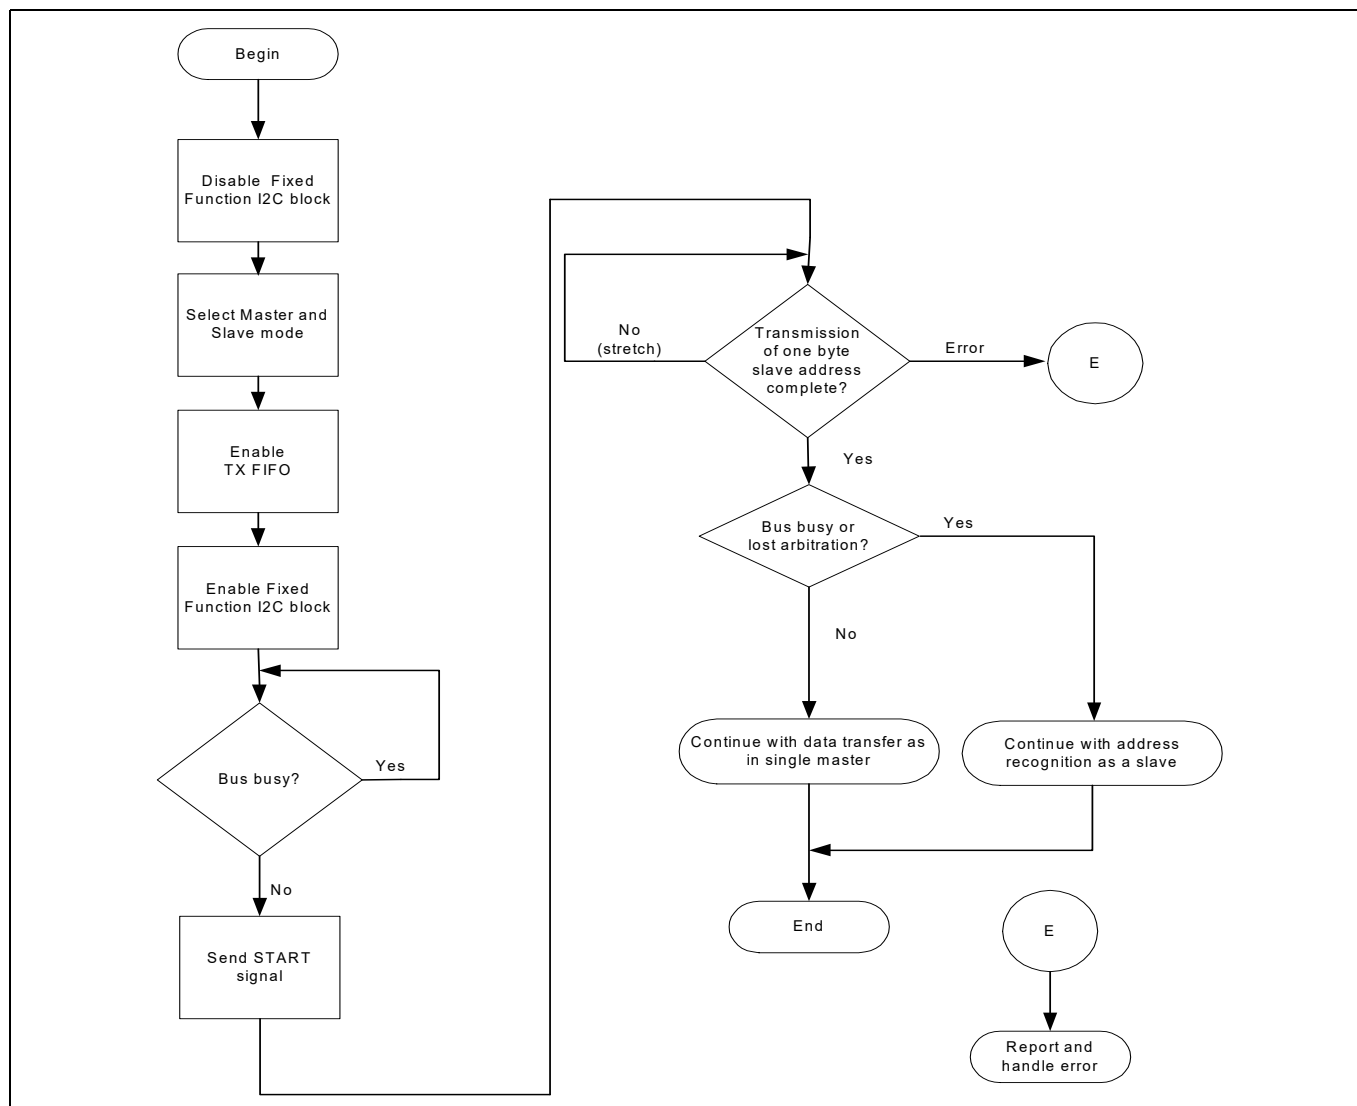 Begin
Disable Fixed
Function I2C block
Select Master and
Slave mode
Enable
TX FIFO
Enable Fixed
Function I2C block
Bus busy?
Yes
No
Send START
signal
No
(stretch)
Transmission
of one byte
slave address
complete?
Error
E
Yes
Bus busy or
lost arbitration?
Yes
No
Continue with data transfer as
in single master
Continue with address
recognition as a slave
End
E
Report and
handle error